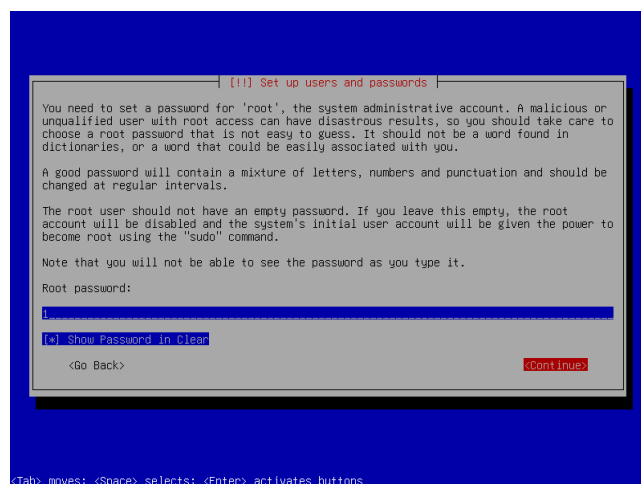 [!!] Set up users and passwords
You need to set a password for 'root', the system administrative account. A malicious or
unqualified user with root access can have disastrous results, so you should take care to
choose a root password that is not easy to guess. It should not be a word found in
dictionaries, or a word that could be easily associated with you.
A good password will contain a mixture of letters, numbers and punctuation and should be
changed at regular intervals.
The root user should not have an empty password. If you leave this empty, the root
account will be disabled and the system's initial user account will be given the power to
become root using the "sudo" command.
Note that you will not be able to see the password as you type it.
Root password:
1
[*] Show Password in Clear
<Go Back> <Continue>
<Tab> moves; <Space> selects; <Enter> activates buttons